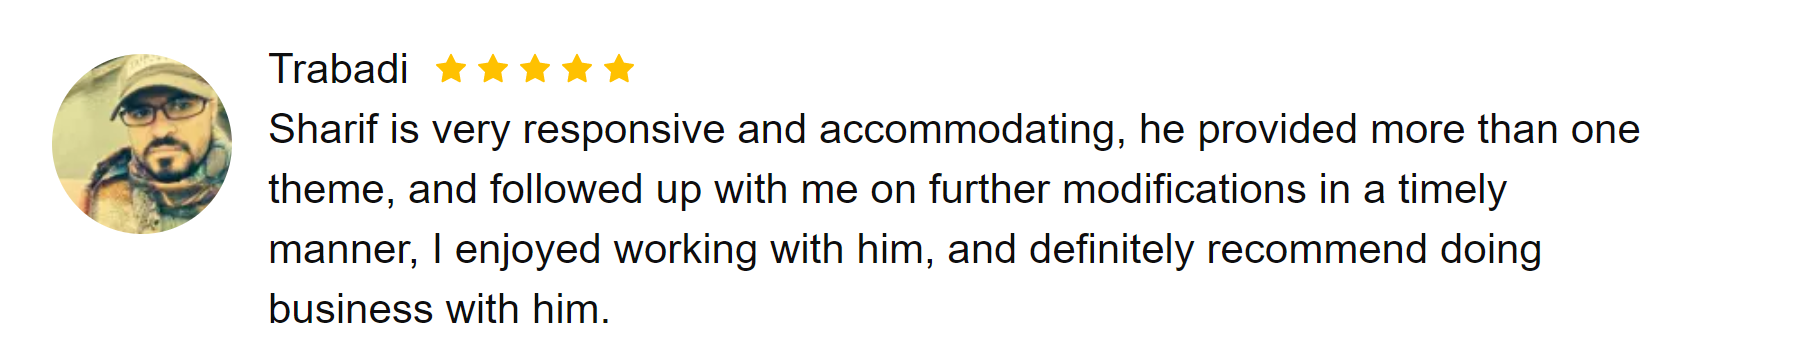 Trabadi
Sharif is very responsive and accommodating, he provided more than one
theme, and followed up with me on further modifications in a timely
manner, I enjoyed working with him, and definitely recommend doing
business with him.